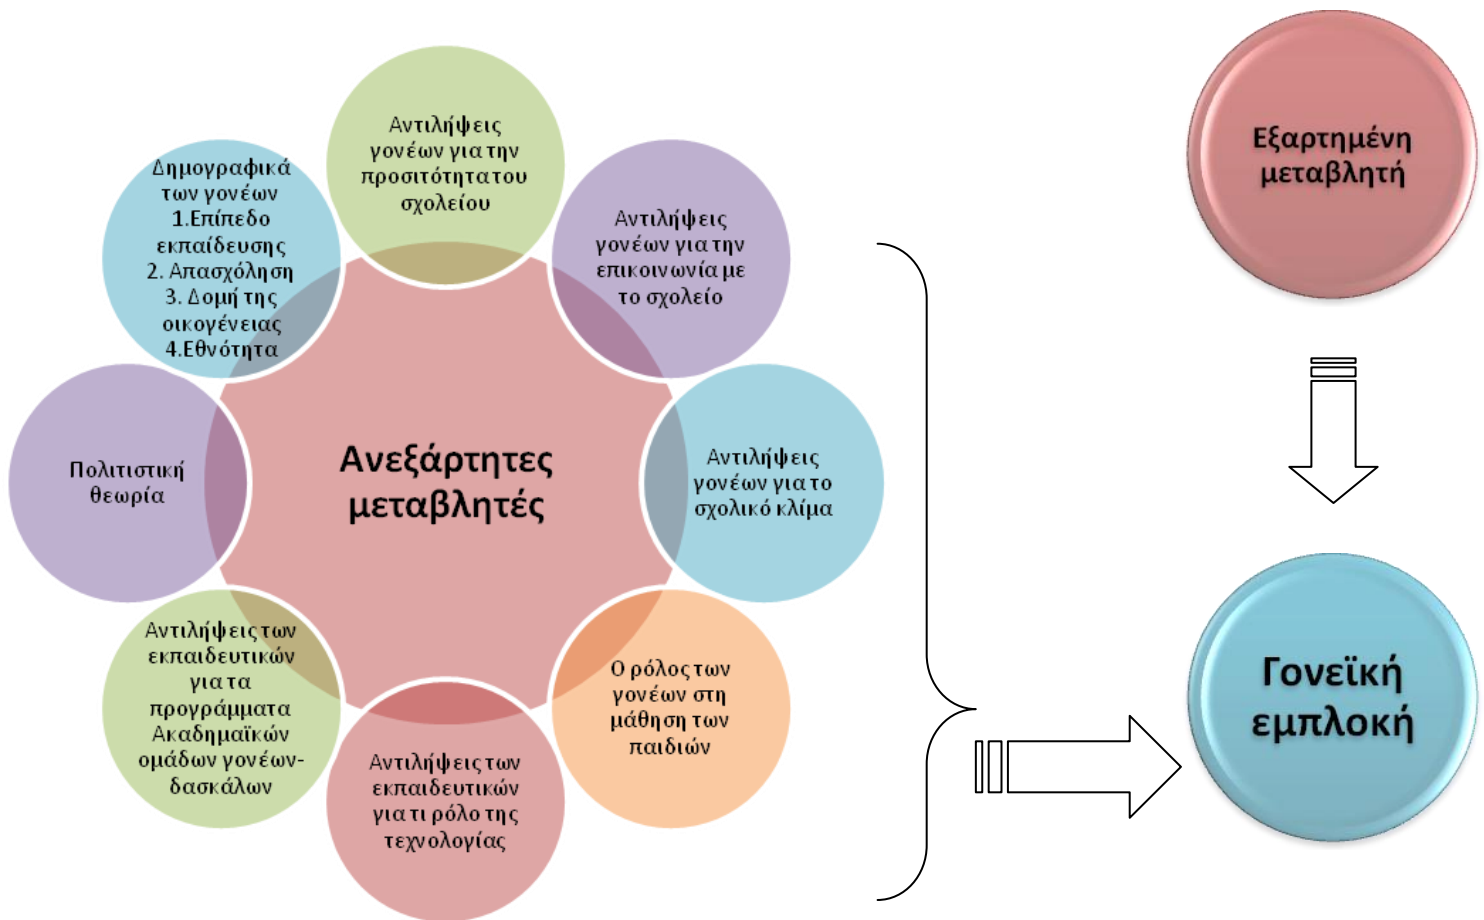 Αντιλήψεις
γονέων για την
προσιτότητα του
σχολείου
Αντιλήψεις
γονέων για την
επικοινωνία με
το σχολείο
Αντιλήψεις
γονέων για το
σχολικό κλίμα
Ο ρόλος των
γονέων στη
μάθηση των
παιδιών
Αντιλήψεις των
εκπαιδευτικών
για τι ρόλο της
τεχνολογίας
Αντιλήψεις των
εκπαιδευτικών
για τα
προγράμματα
Ακαδημαϊκών
ομάδων γονέων-
δασκάλων
Πολιτιστική
θεωρία
Δημογραφικά
των γονέων
1.Επίπεδο
εκπαίδευσης
2. Απασχόληση
3. Δομή της
οικογένειας
4.Εθνότητα
Ανεξάρτητες
μεταβλητές
Εξαρτημένη
μεταβλητή
Γονεϊκή
εμπλοκή